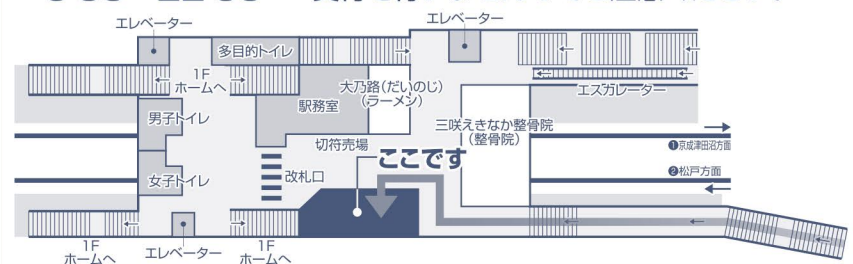 エレベーター
エレベーター
多目的トイレ
1F
ホームへ
大乃路(だいのじ)
(ラーメン)
駅務室
エスカレーター
男子トイレ
三咲えきなか整骨院
(整骨院)
切符売場
❶京成津田沼方面
ここです
❷松戸方面
女子トイレ
改札口
1F
ホームへ
エレベーター
1F
ホームへ